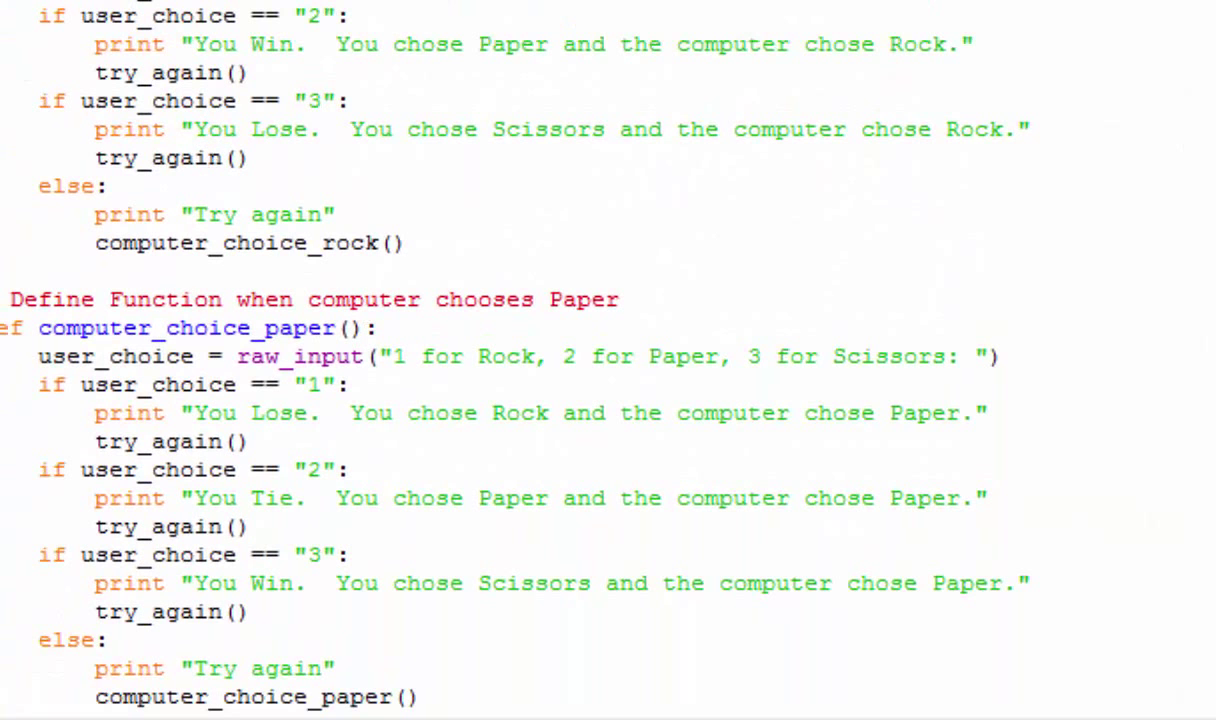 if user_choice == "2":
print "You Win.  You chose Paper and the computer chose Rock."
try_again()
if user_choice == "3":
print "You Lose.  You chose Scissors and the computer chose Rock."
try_again()
else:
print "Try again"
computer_choice_rock()
Define Function when computer chooses Paper
ef computer_choice_paper():
user_choice = raw_input("1 for Rock, 2 for Paper, 3 for Scissors: ")
if user_choice == "1":
print "You Lose.  You chose Rock and the computer chose Paper."
try_again()
if user_choice == "2":
print "You Tie.  You chose Paper and the computer chose Paper."
try_again()
if user_choice == "3":
print "You Win.  You chose Scissors and the computer chose Paper."
try_again()
else:
print "Try again"
computer_choice_paper()